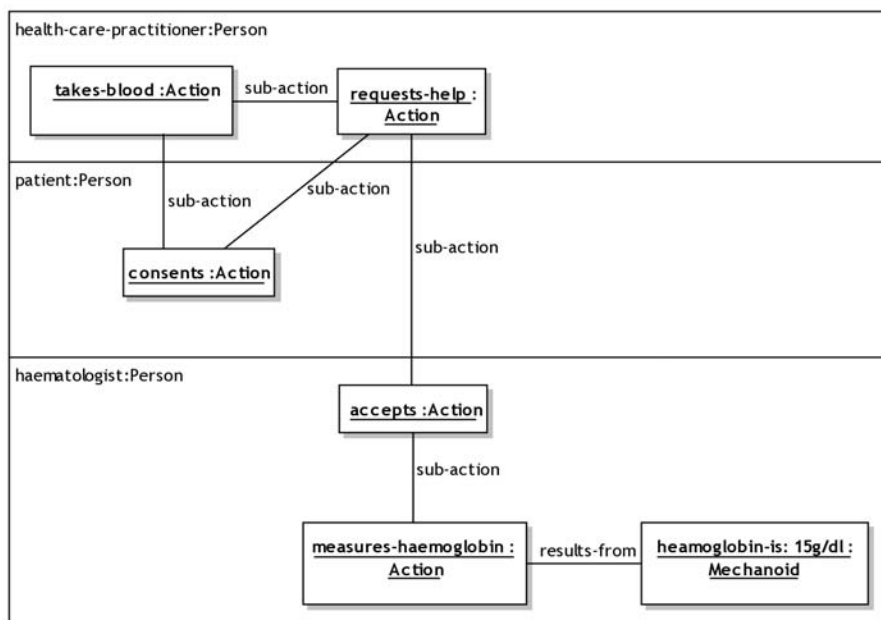 health-care-practitioner:Person
takes-blood :Action
sub-action
requests-help :
Action
patient:Person
sub-action
sub-action
sub-action
consents :Action
haematologist:Person
accepts :Action
sub-action
measures-haemoglobin :
Action
results-from
heamoglobin-is: 15g/dl :
Mechanoid